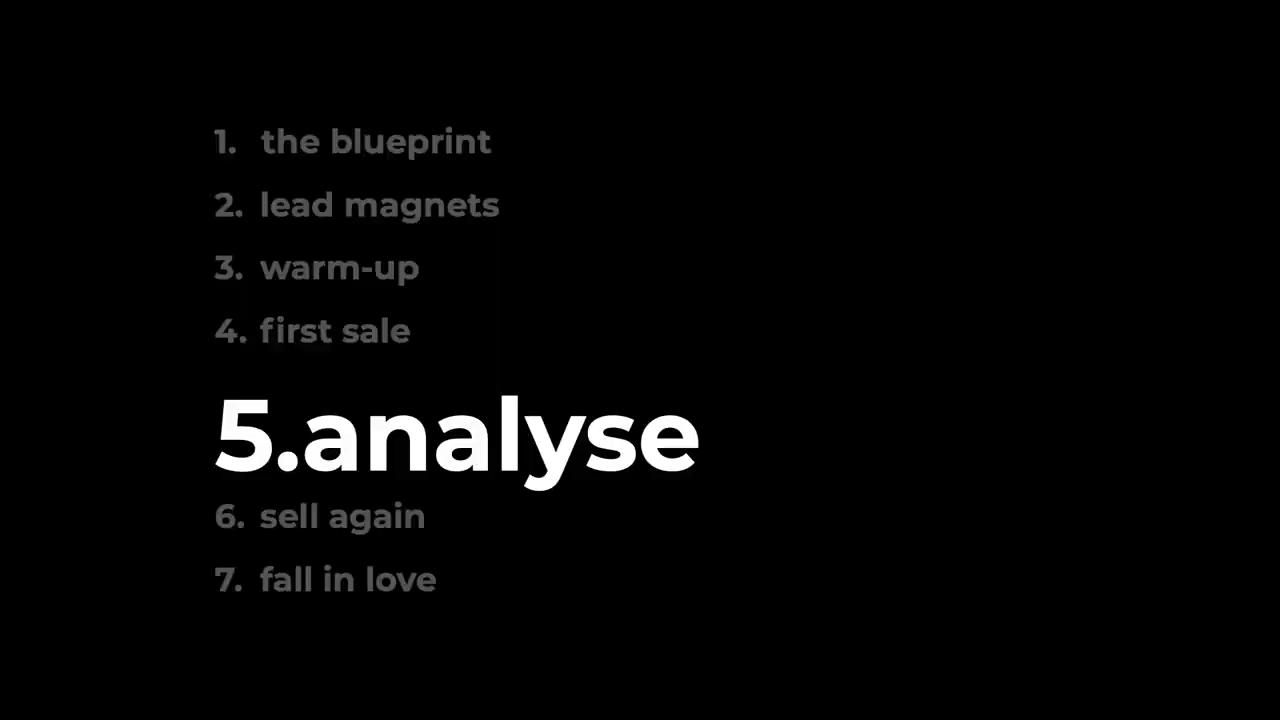 1. the blueprint
2. lead magnets
3. warm-up
4. first sale
5.analyse
6. sell again
7. fall in love